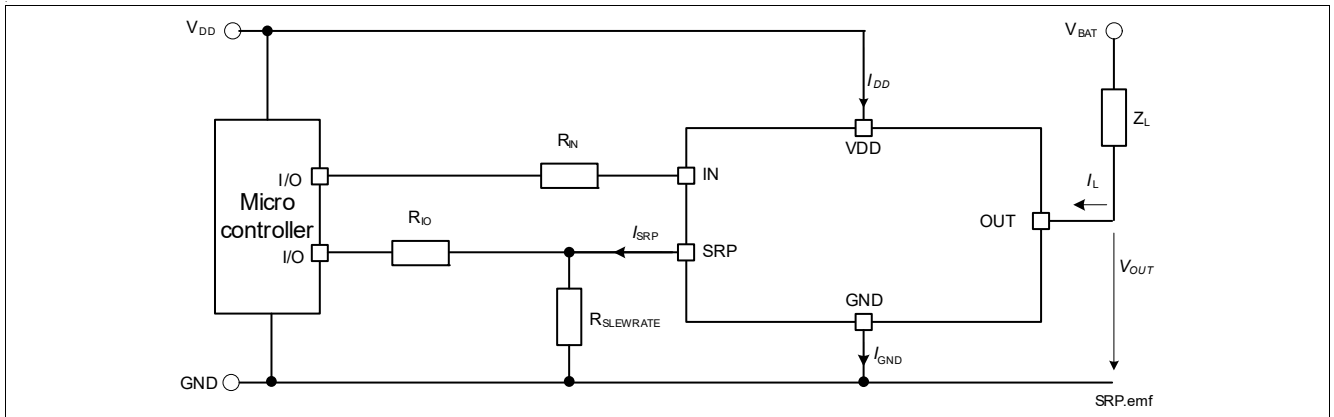 VDD
VBAT
IDD
ZL
RIN
VDD
I/O
IN
Micro
controller
IL
RIO
ISRP
OUT
I/O
SRP
VOUT
GND
RSLEWRATE
IGND
GND
SRP.emf